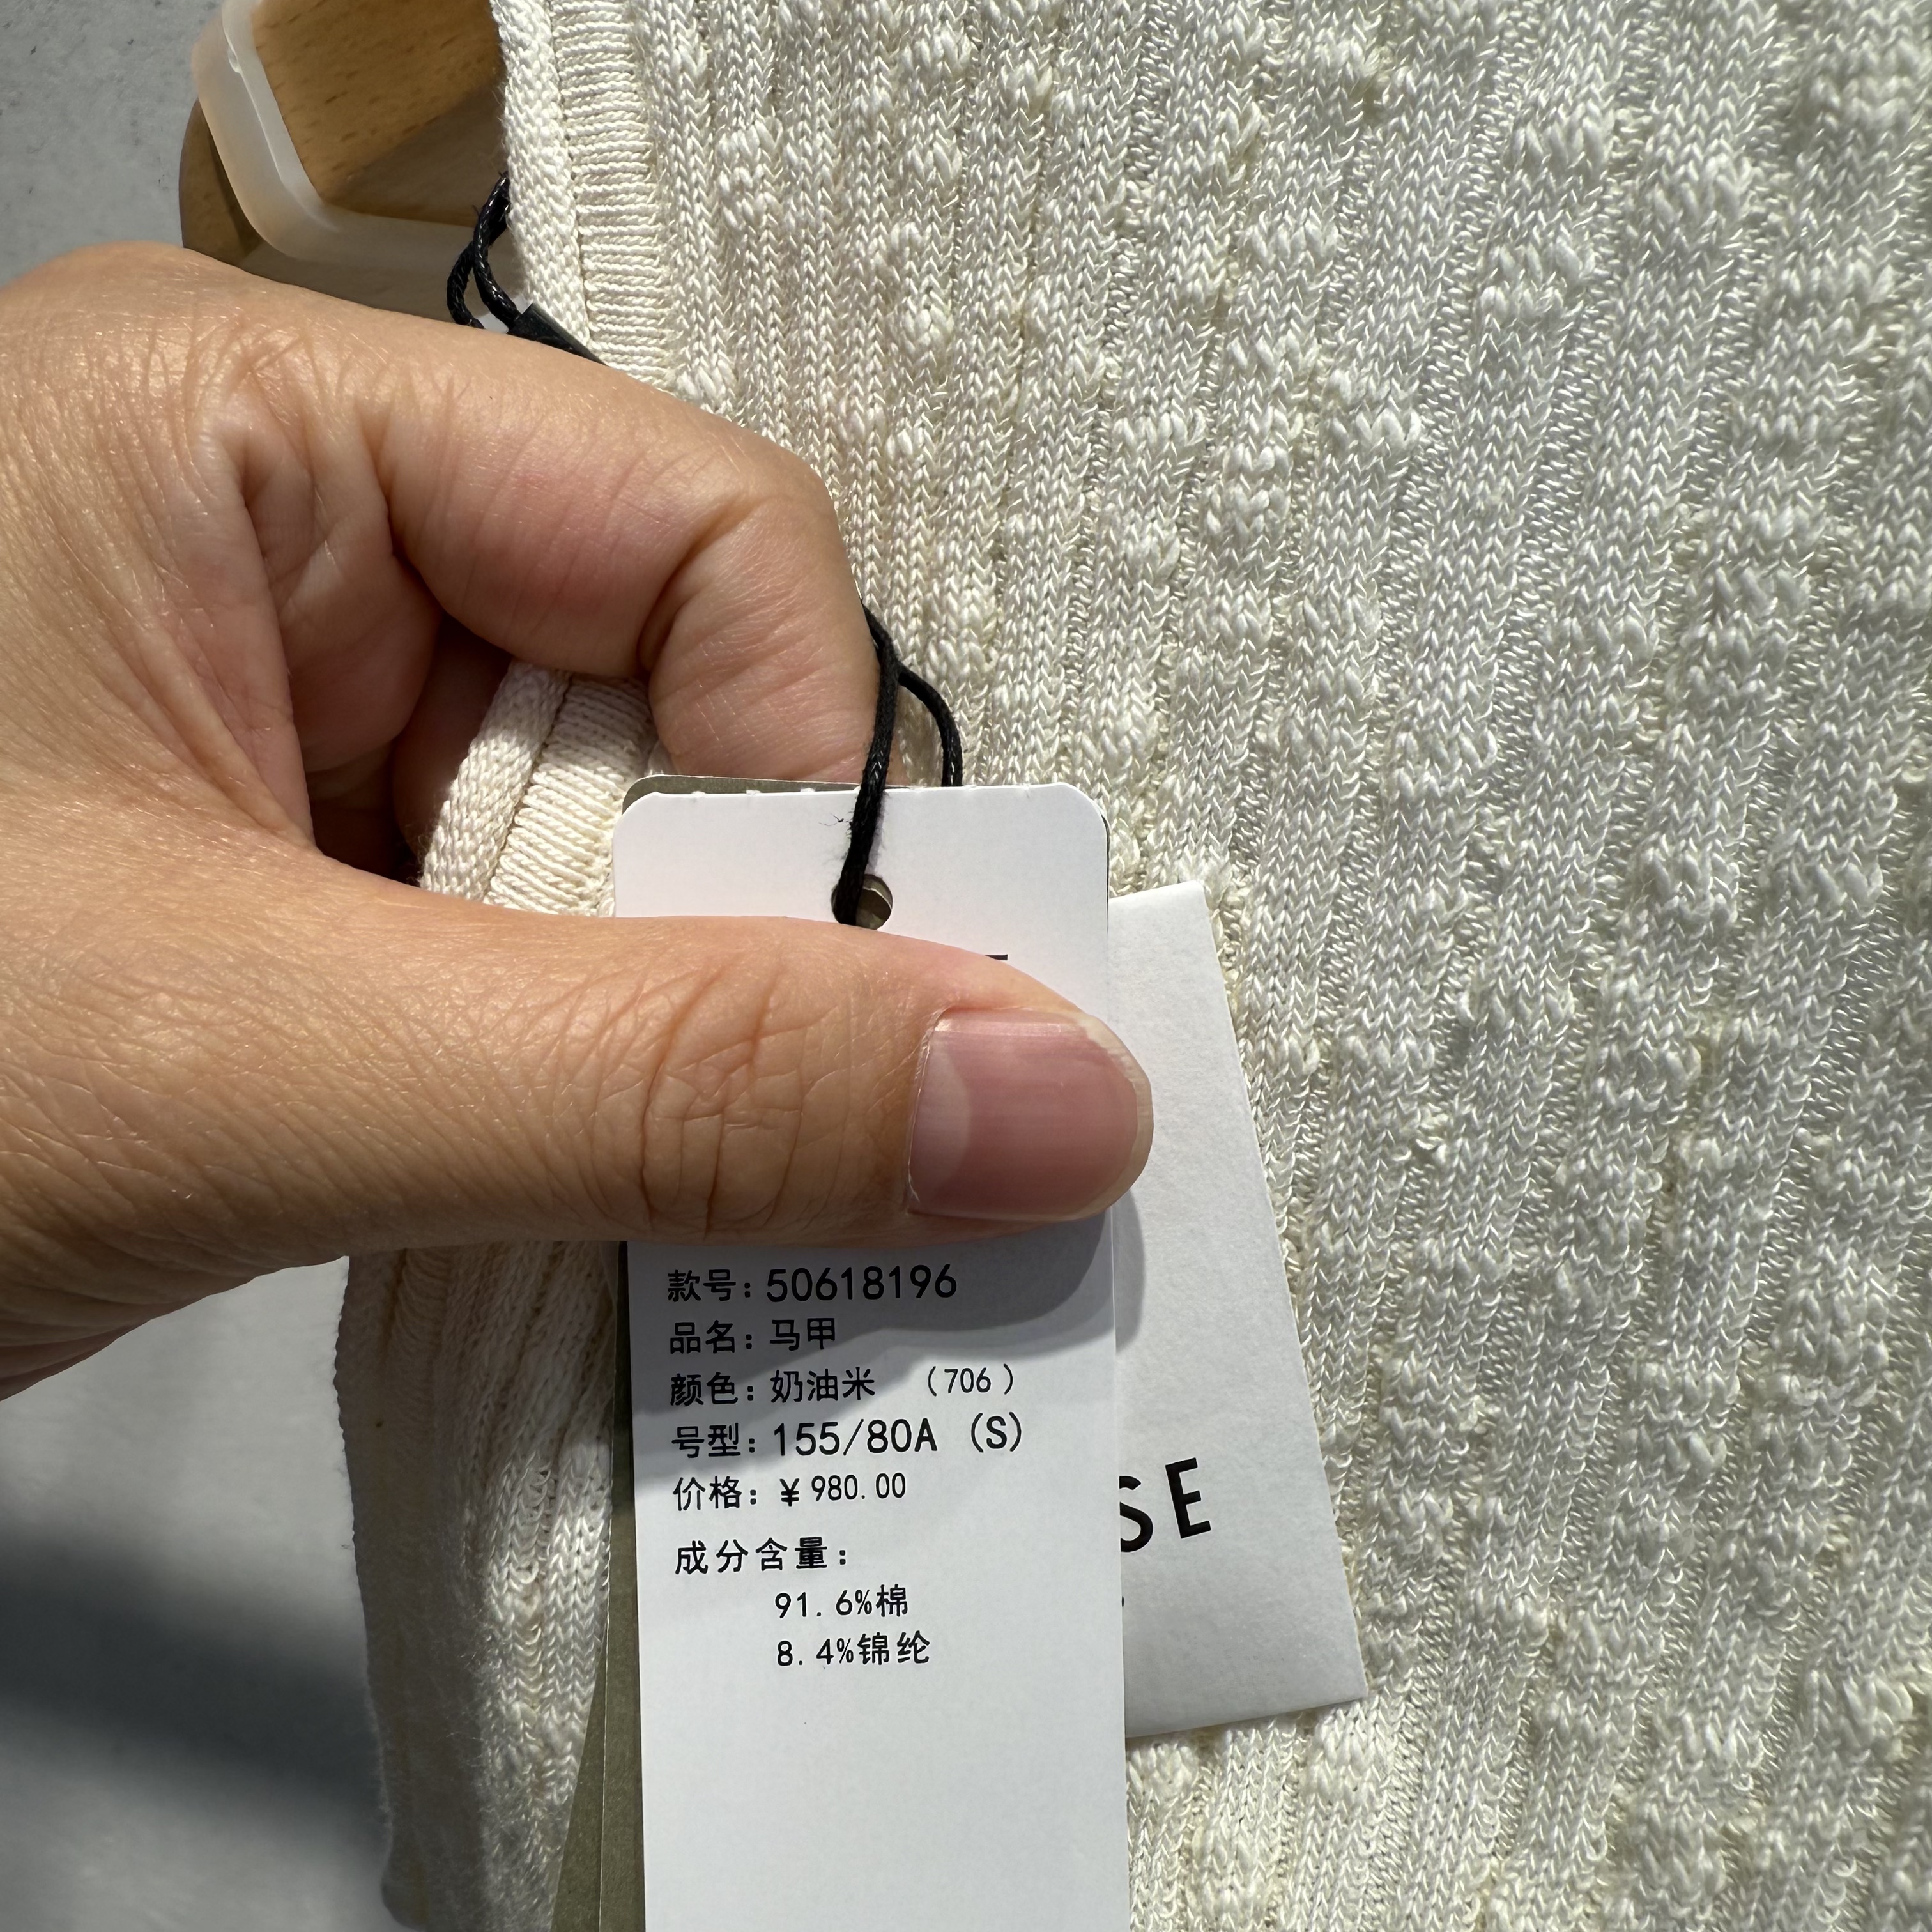 款号: 50618196
品名: 马甲
颜色: 奶油米 （706）
号型: 155/80A (S)
价格: ¥ 980.00
成分含量:
91.6%棉
8.4%锦纶
SE